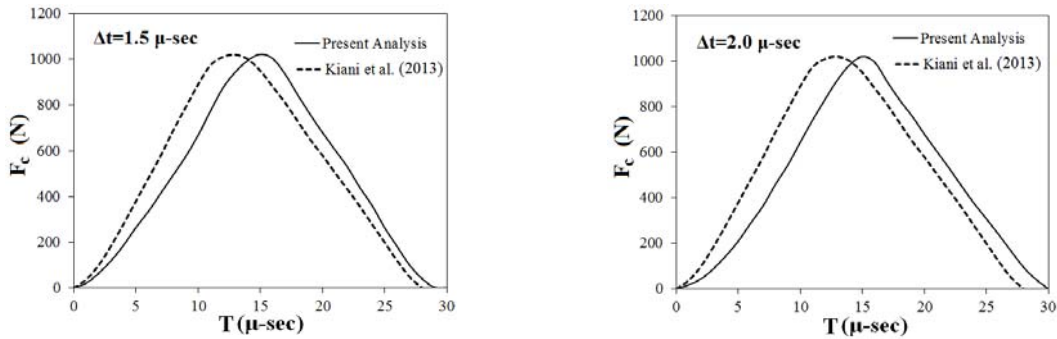 1200
1000
800
600
400
200
0
F_c (N)
Δt=1.5 μ-sec
Present Analysis
Kiani et al. (2013)
0 5 10 15 20 25 30
T (μ-sec)
1200
1000
800
600
400
200
0
F_c (N)
Δt=2.0 μ-sec
Present Analysis
Kiani et al. (2013)
0 5 10 15 20 25 30
T (μ-sec)